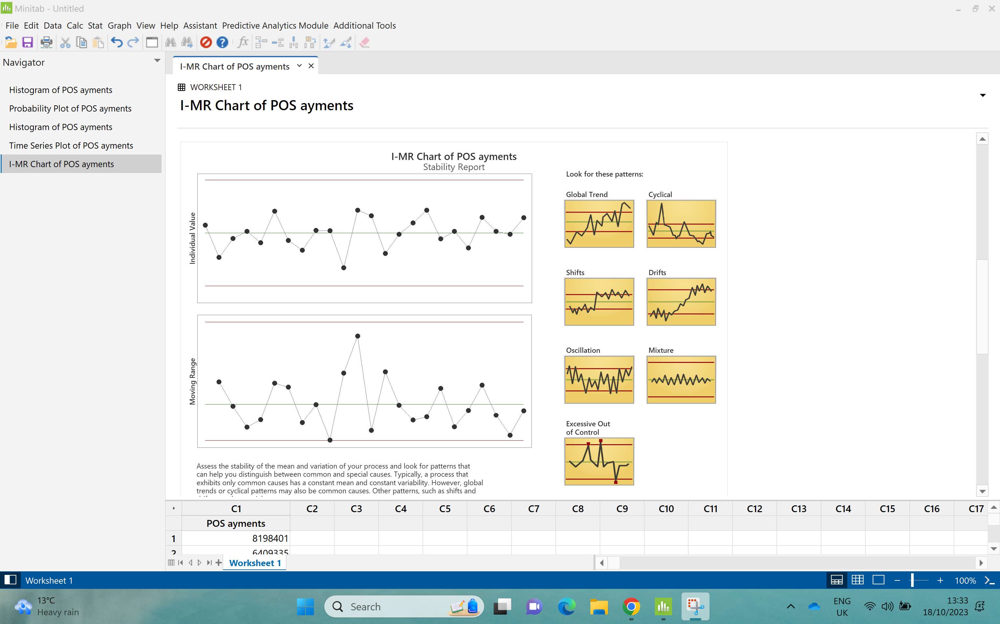 Minitab - Untitled
File Edit Data Calc Stat Graph View Help Assistant Predictive Analytics Module Additional Tools
Navigator
Histogram of POS ayments
Probability Plot of POS ayments
Histogram of POS ayments
Time Series Plot of POS ayments
I-MR Chart of POS ayments
I-MR Chart of POS ayments
WORKSHEET 1
I-MR Chart of POS ayments
I-MR Chart of POS ayments
Stability Report
Individual Value
Moving Range
Look for these patterns:
Global Trend Cyclical
Shifts Drifts
Oscillation Mixture
Excessive Out
of Control
Assess the stability of the mean and variation of your process and look for patterns that
can help you distinguish between common and special causes. Typically, a process that
exhibits only common causes has a constant mean and constant variability. However, global
trends or cyclical patterns may also be common causes. Other patterns, such as shifts and
C1 C2 C3 C4 C5 C6 C7 C8 C9 C10 C11 C12 C13 C14 C15 C16 C17
POS ayments
1 8198401
2 6409335
Worksheet 1
Worksheet 1
100%
13°C
Heavy rain
Search
ENG
UK
13:33
18/10/2023